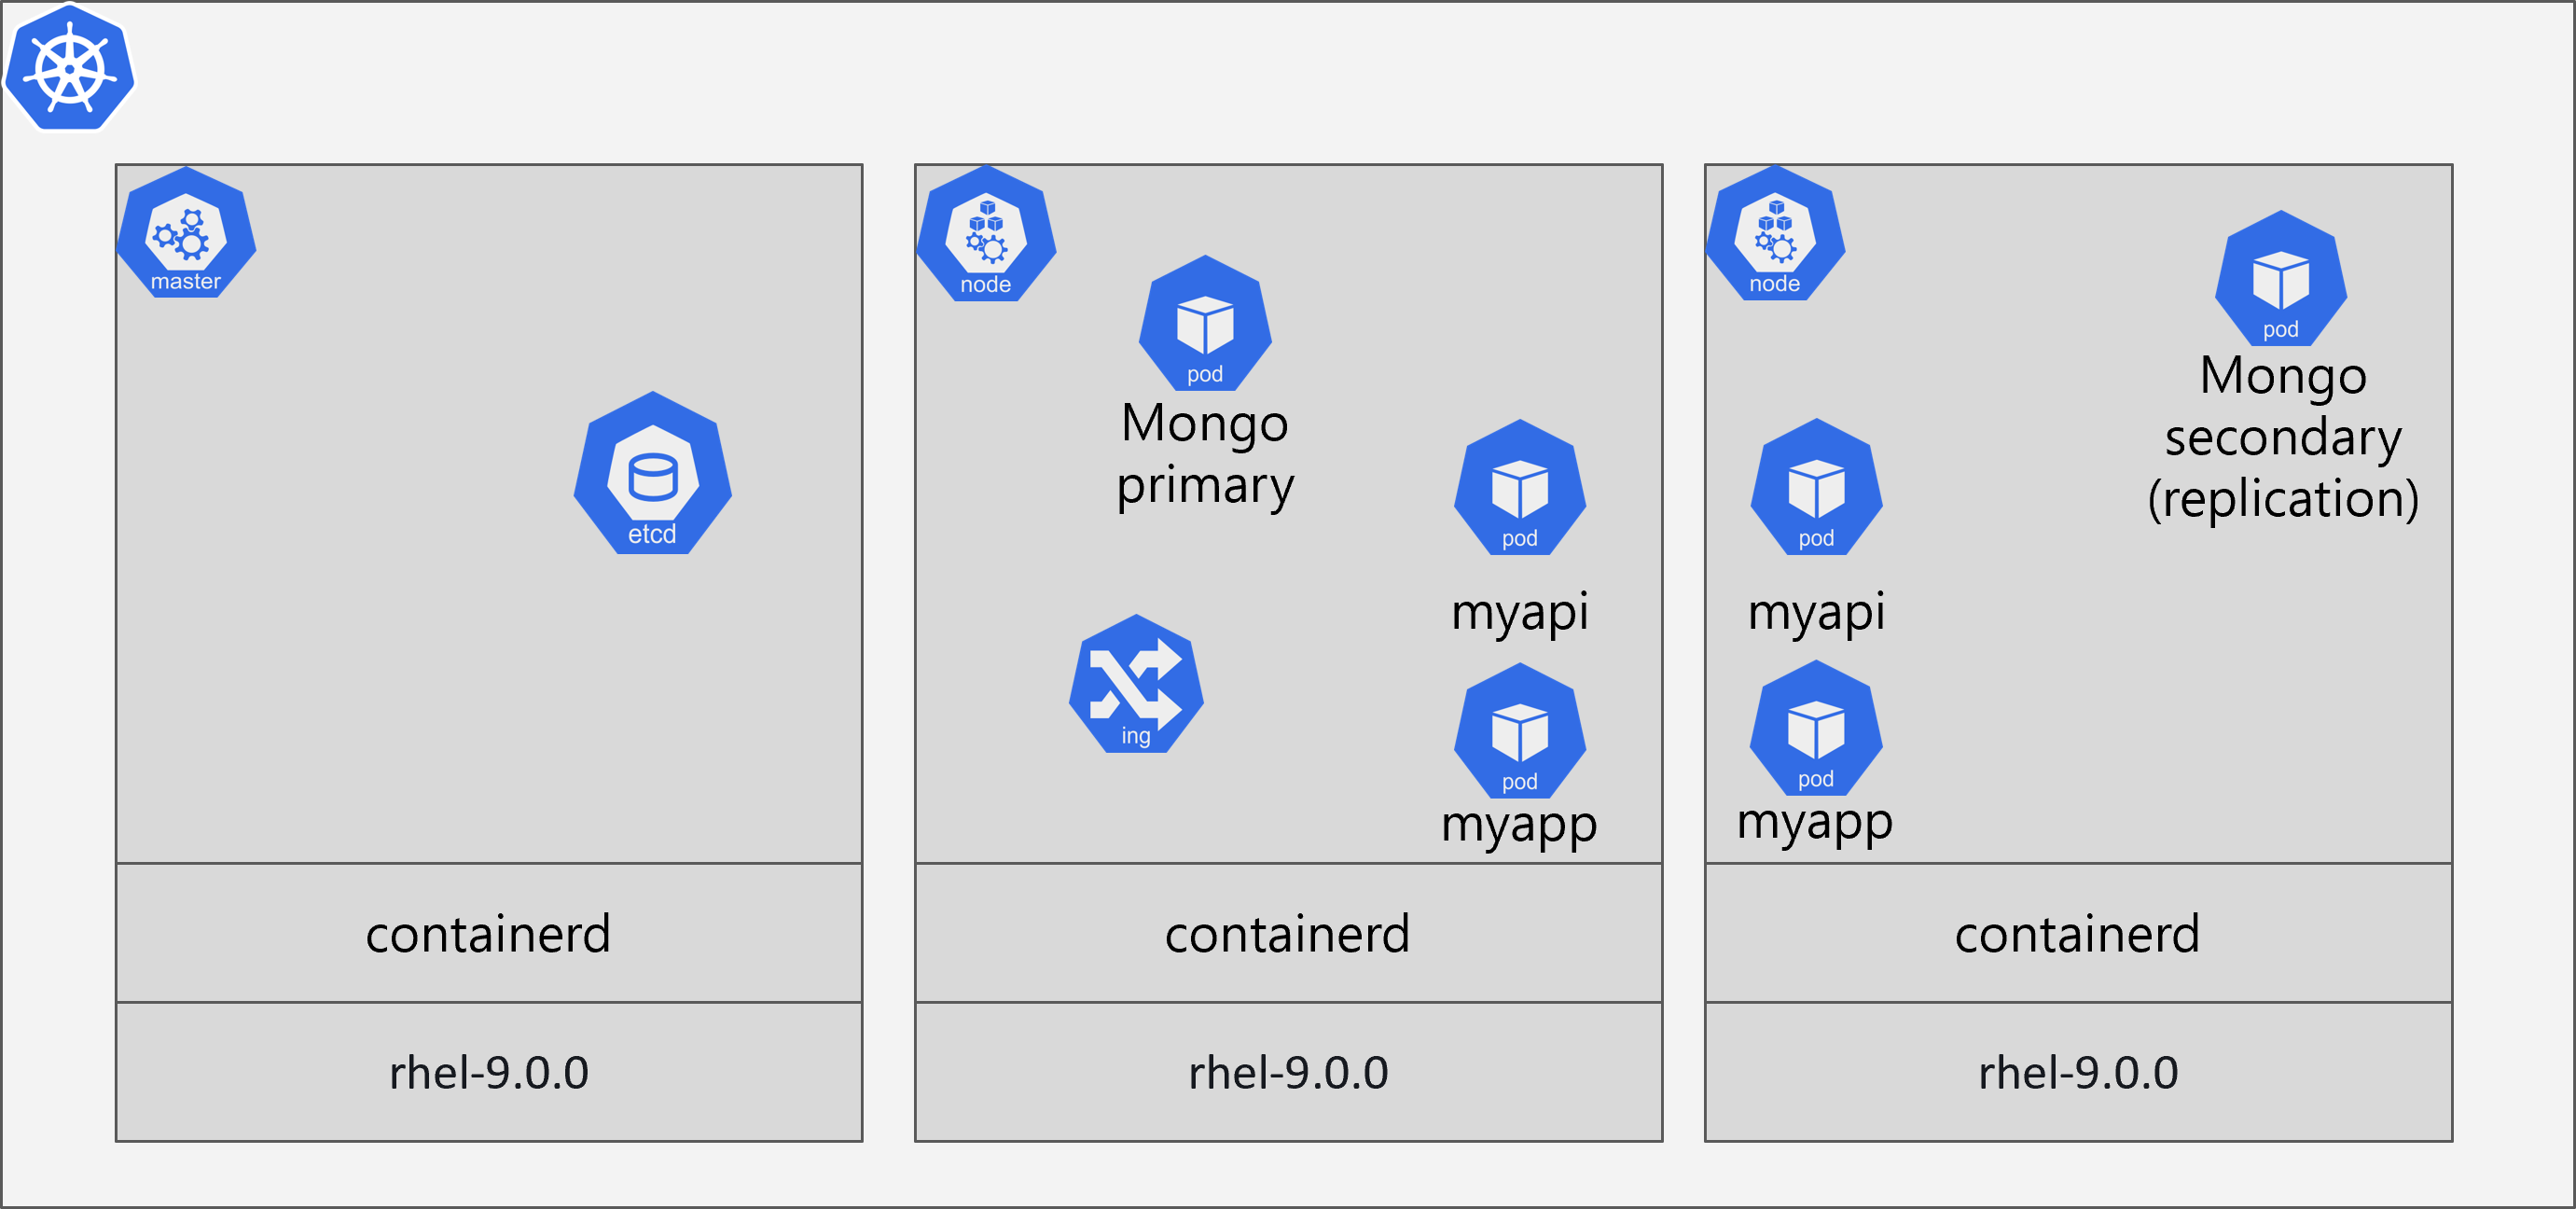 master
etcd
containerd
rhel-9.0.0
node
pod
Mongo
primary
pod
myapi
ing
pod
myapp
containerd
rhel-9.0.0
node
pod
Mongo
secondary
(replication)
pod
myapi
pod
myapp
containerd
rhel-9.0.0